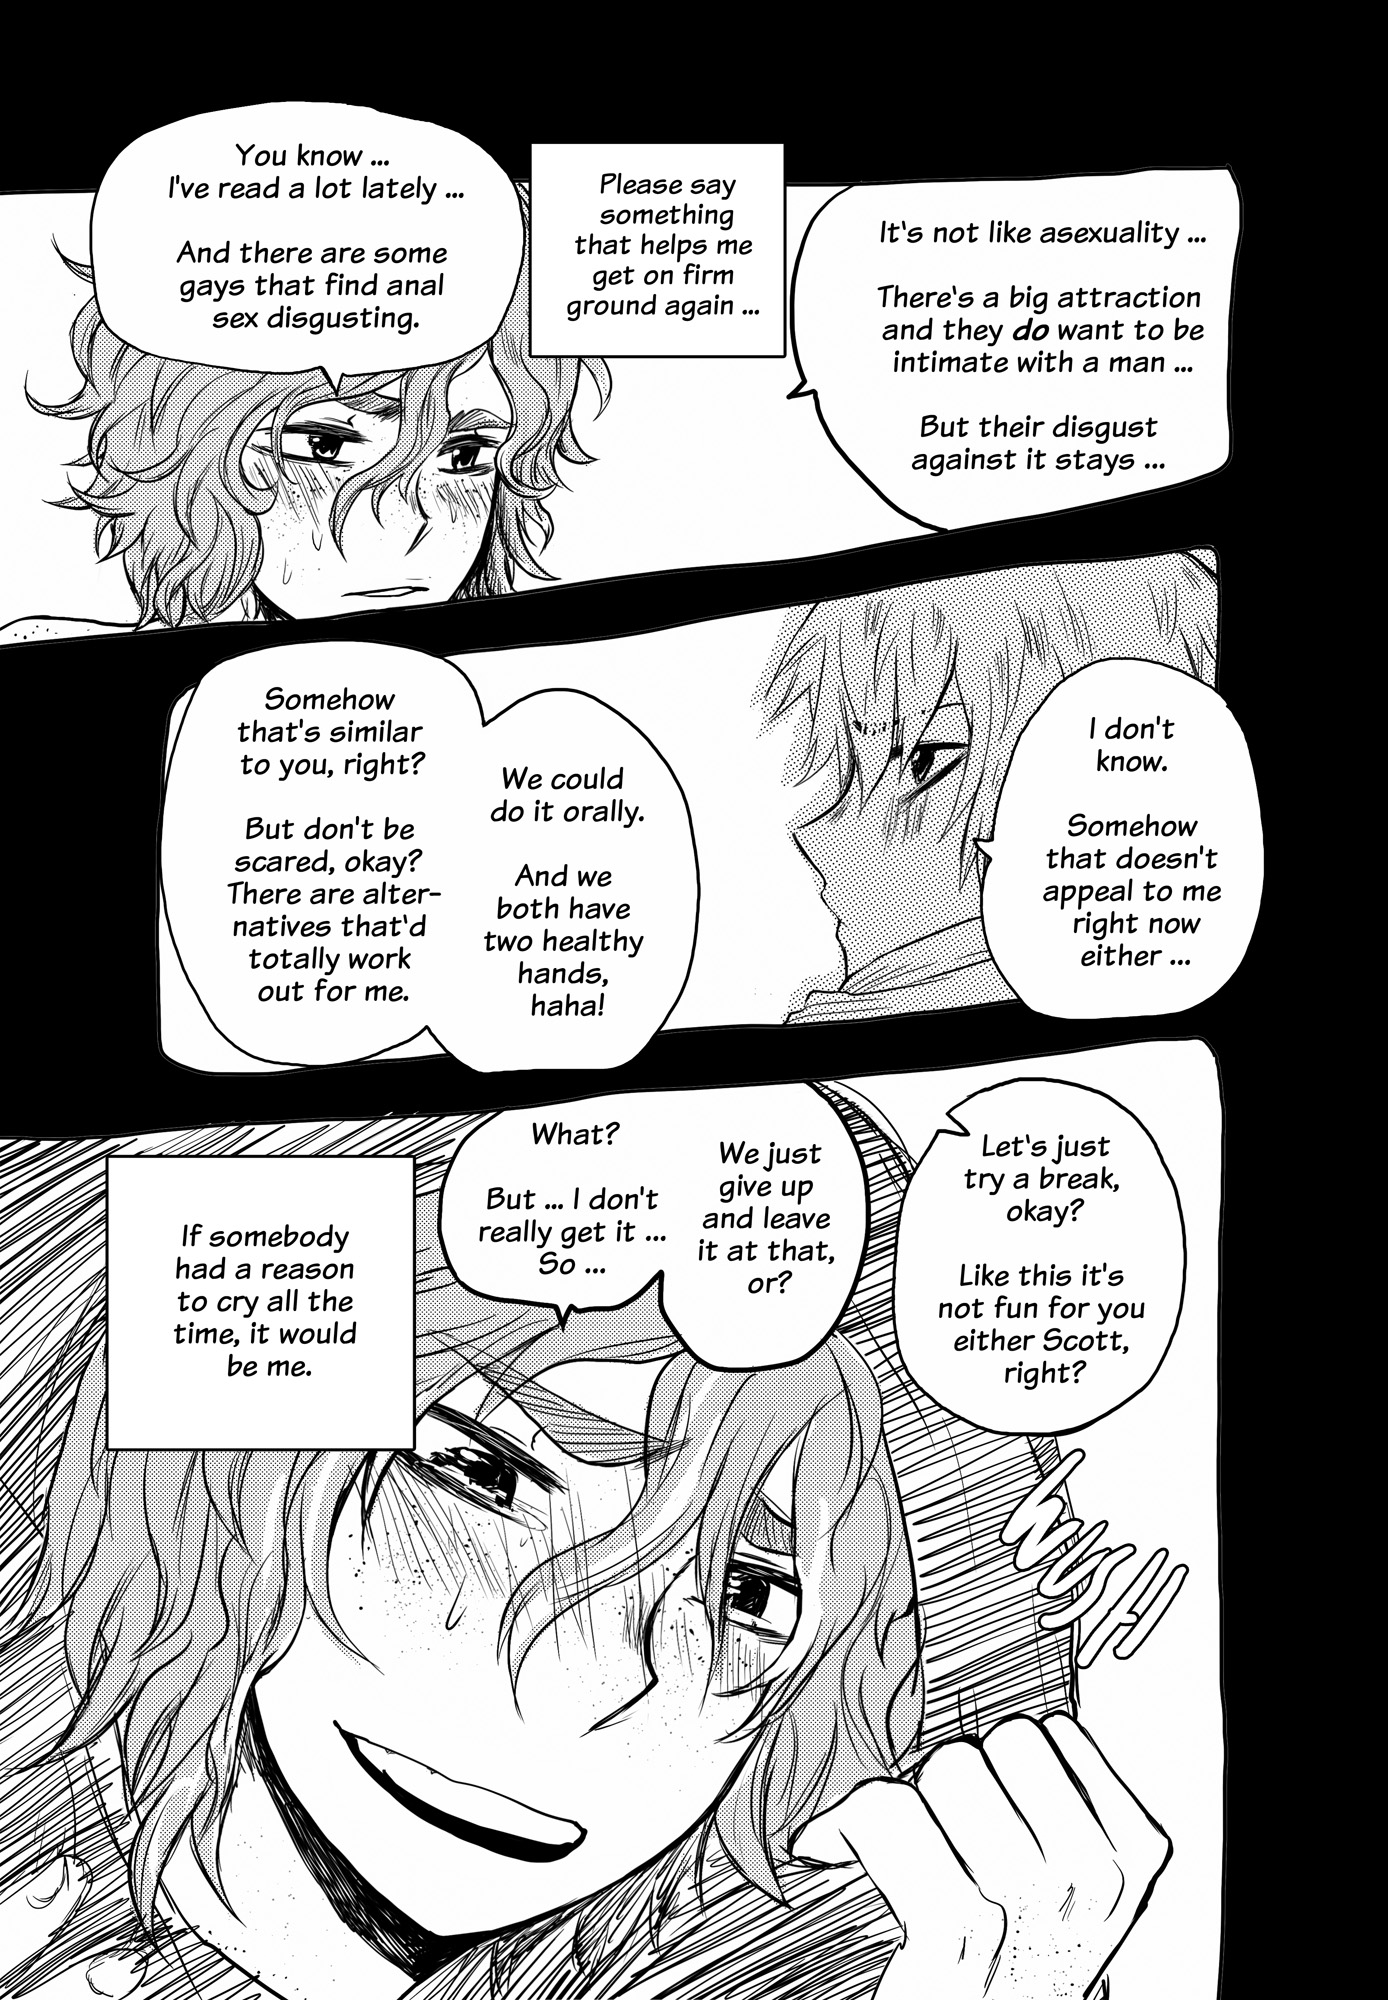 You know ...
I've read a lot lately ...
And there are some
gays that find anal
sex disgusting.
Please say
something
that helps me
get on firm
ground again ...
It's not like asexuality ...
There's a big attraction
and they do want to be
intimate with a man ...
But their disgust
against it stays ...
Somehow
that's similar
to you, right?
But don't be
scared, okay?
There are alter-
natives that'd
totally work
out for me.
We could
do it orally.
And we
both have
two healthy
hands,
haha!
I don't
know.
Somehow
that doesn't
appeal to me
right now
either ...
If somebody
had a reason
to cry all the
time, it would
be me.
What?
But ... I don't
really get it ...
So ...
We just
give up
and leave
it at that,
or?
Let's just
try a break,
okay?
Like this it's
not fun for you
either Scott,
right?